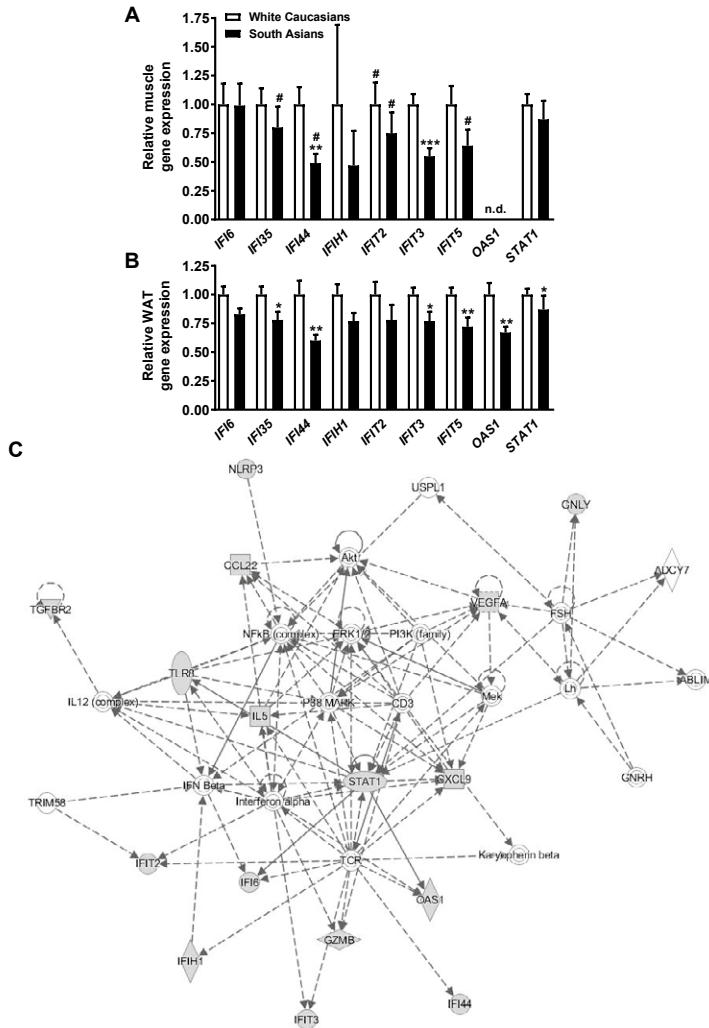 A
White Caucasians
South Asians
Relative muscle
gene expression
1.75
1.50
1.25
1.00
0.75
0.50
0.25
0.00
#
#
**
#
#
***
#
n.d.
IFI6
IFI35
IFI44
IFIH1
IFIT2
IFIT3
IFIT5
OAS1
STAT1
B
Relative WAT
gene expression
1.25
1.00
0.75
0.50
0.25
0.00
*
**
*
**
**
*
IFI6
IFI35
IFI44
IFIH1
IFIT2
IFIT3
IFIT5
OAS1
STAT1
C
NLRP3
USPL1
GNLY
CCL22
Akt
ADCY7
TGFBR2
VEGFA
FSH
NFkB (complex)
ERK1/2
PI3K (family)
TLR8
Lh
ABLIM
IL12 (complex)
P38 MAPK
CD3
Mek
IL5
STAT1
CXCL9
GNRH
IFN Beta
Interferon alpha
TRIM58
TCR
Karyopherin beta
IFIT2
IFI6
OAS1
GZMB
IFIH1
IFI44
IFIT3